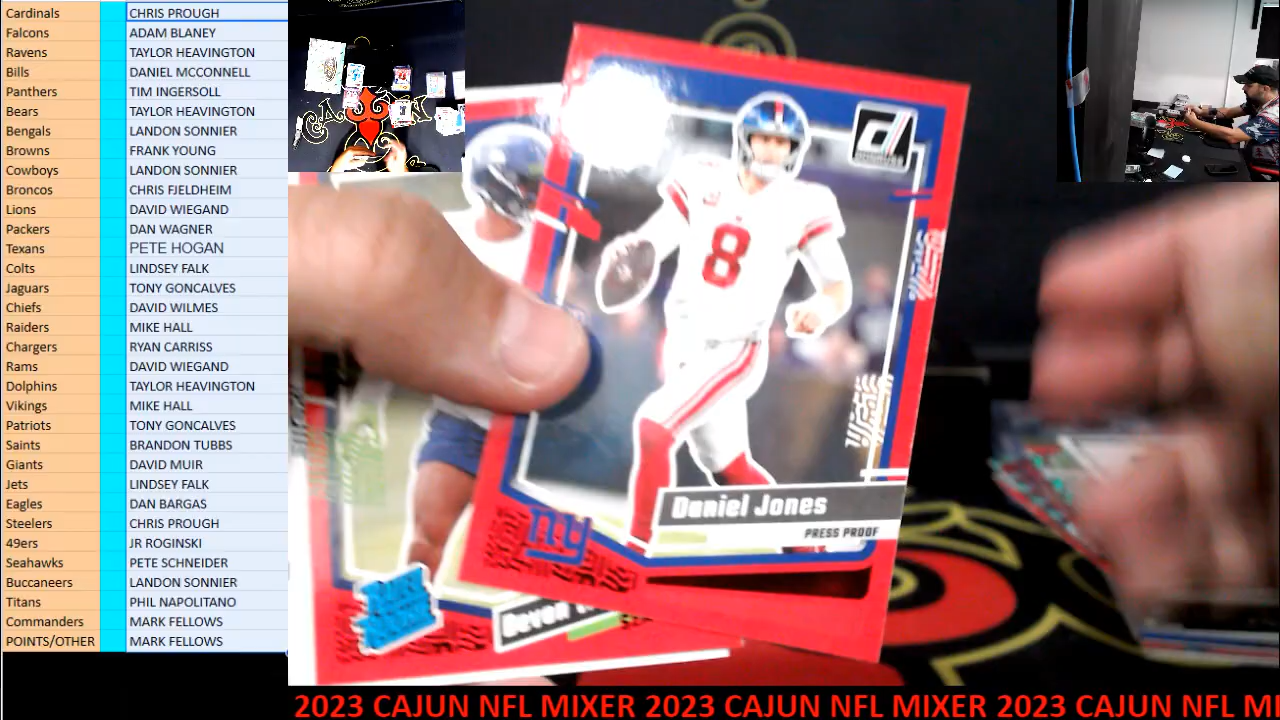 Cardinals CHRIS PROUGH
Falcons ADAM BLANEY
Ravens TAYLOR HEAVINGTON
Bills DANIEL MCCONNELL
Panthers TIM INGERSOLL
Bears TAYLOR HEAVINGTON
Bengals LANDON SONNIER
Browns FRANK YOUNG
Cowboys LANDON SONNIER
Broncos CHRIS FJELDHEIM
Lions DAVID WIEGAND
Packers DAN WAGNER
Texans PETE HOGAN
Colts LINDSEY FALK
Jaguars TONY GONCALVES
Chiefs DAVID WILMES
Raiders MIKE HALL
Chargers RYAN CARRISS
Rams DAVID WIEGAND
Dolphins TAYLOR HEAVINGTON
Vikings MIKE HALL
Patriots TONY GONCALVES
Saints BRANDON TUBBS
Giants DAVID MUIR
Jets LINDSEY FALK
Eagles DAN BARGAS
Steelers CHRIS PROUGH
49ers JR ROGINSKI
Seahawks PETE SCHNEIDER
Buccaneers LANDON SONNIER
Titans PHIL NAPOLITANO
Commanders MARK FELLOWS
POINTS/OTHER MARK FELLOWS
8
Daniel Jones
PRESS PROOF
NY
Devon
2023 CAJUN NFL MIXER 2023 CAJUN NFL MIXER 2023 CAJUN NFL MI